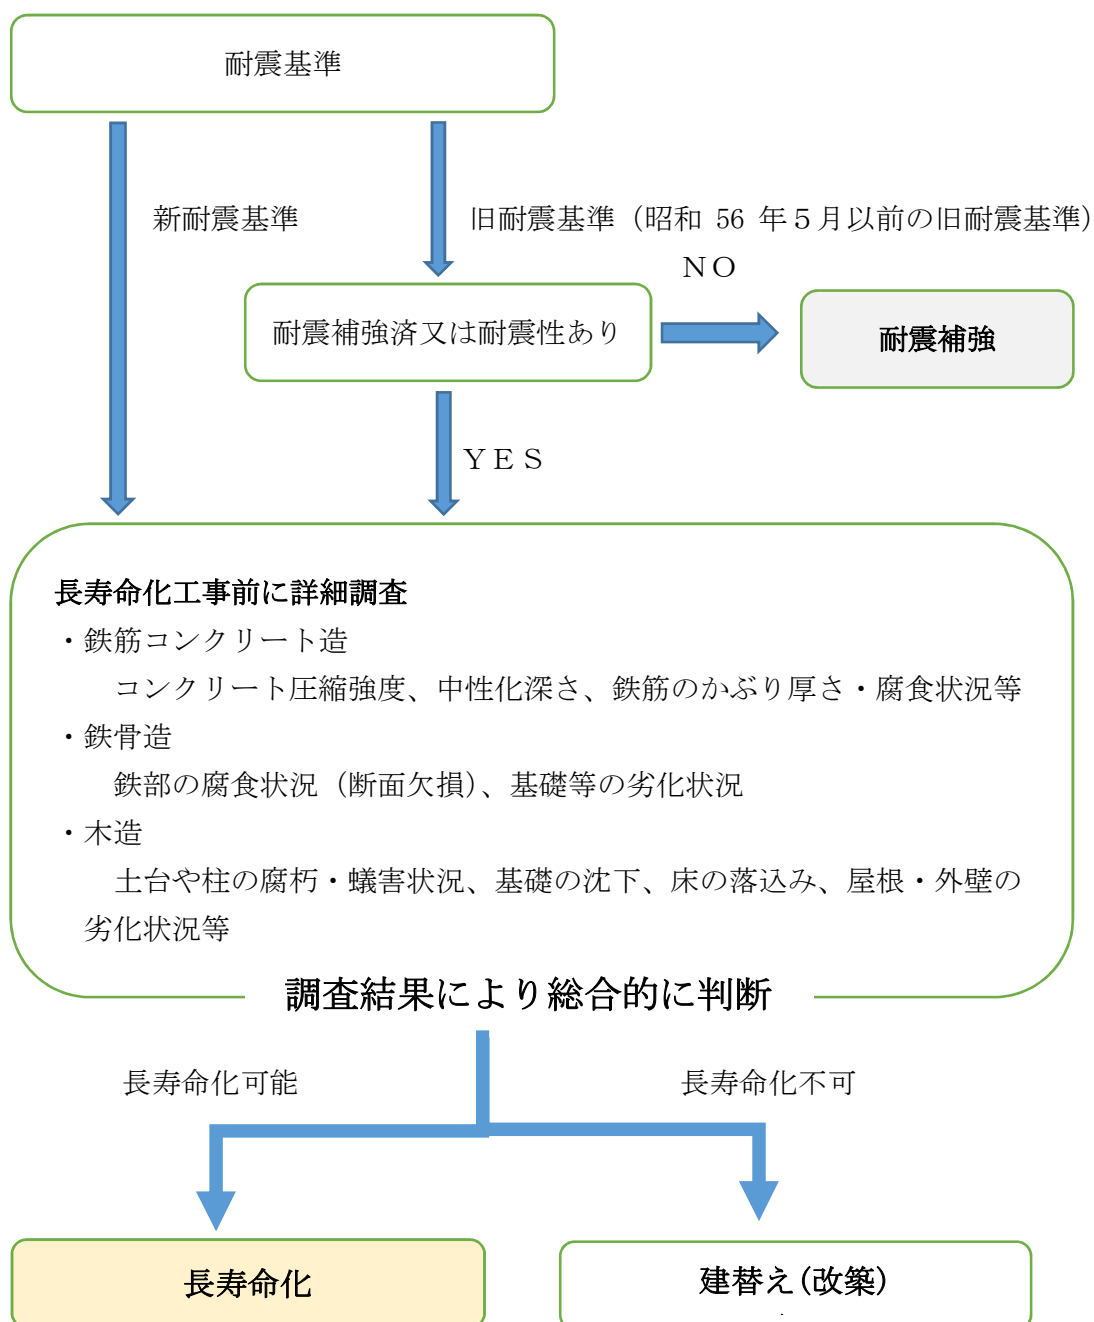 耐震基準
新耐震基準
旧耐震基準（昭和 56 年５月以前の旧耐震基準）
ＮＯ
耐震補強済又は耐震性あり
耐震補強
ＹＥＳ
長寿命化工事前に詳細調査
・鉄筋コンクリート造
コンクリート圧縮強度、中性化深さ、鉄筋のかぶり厚さ・腐食状況等
・鉄骨造
鉄部の腐食状況（断面欠損）、基礎等の劣化状況
・木造
土台や柱の腐朽・蟻害状況、基礎の沈下、床の落込み、屋根・外壁の
劣化状況等
調査結果により総合的に判断
長寿命化可能
長寿命化不可
長寿命化
建替え(改築)